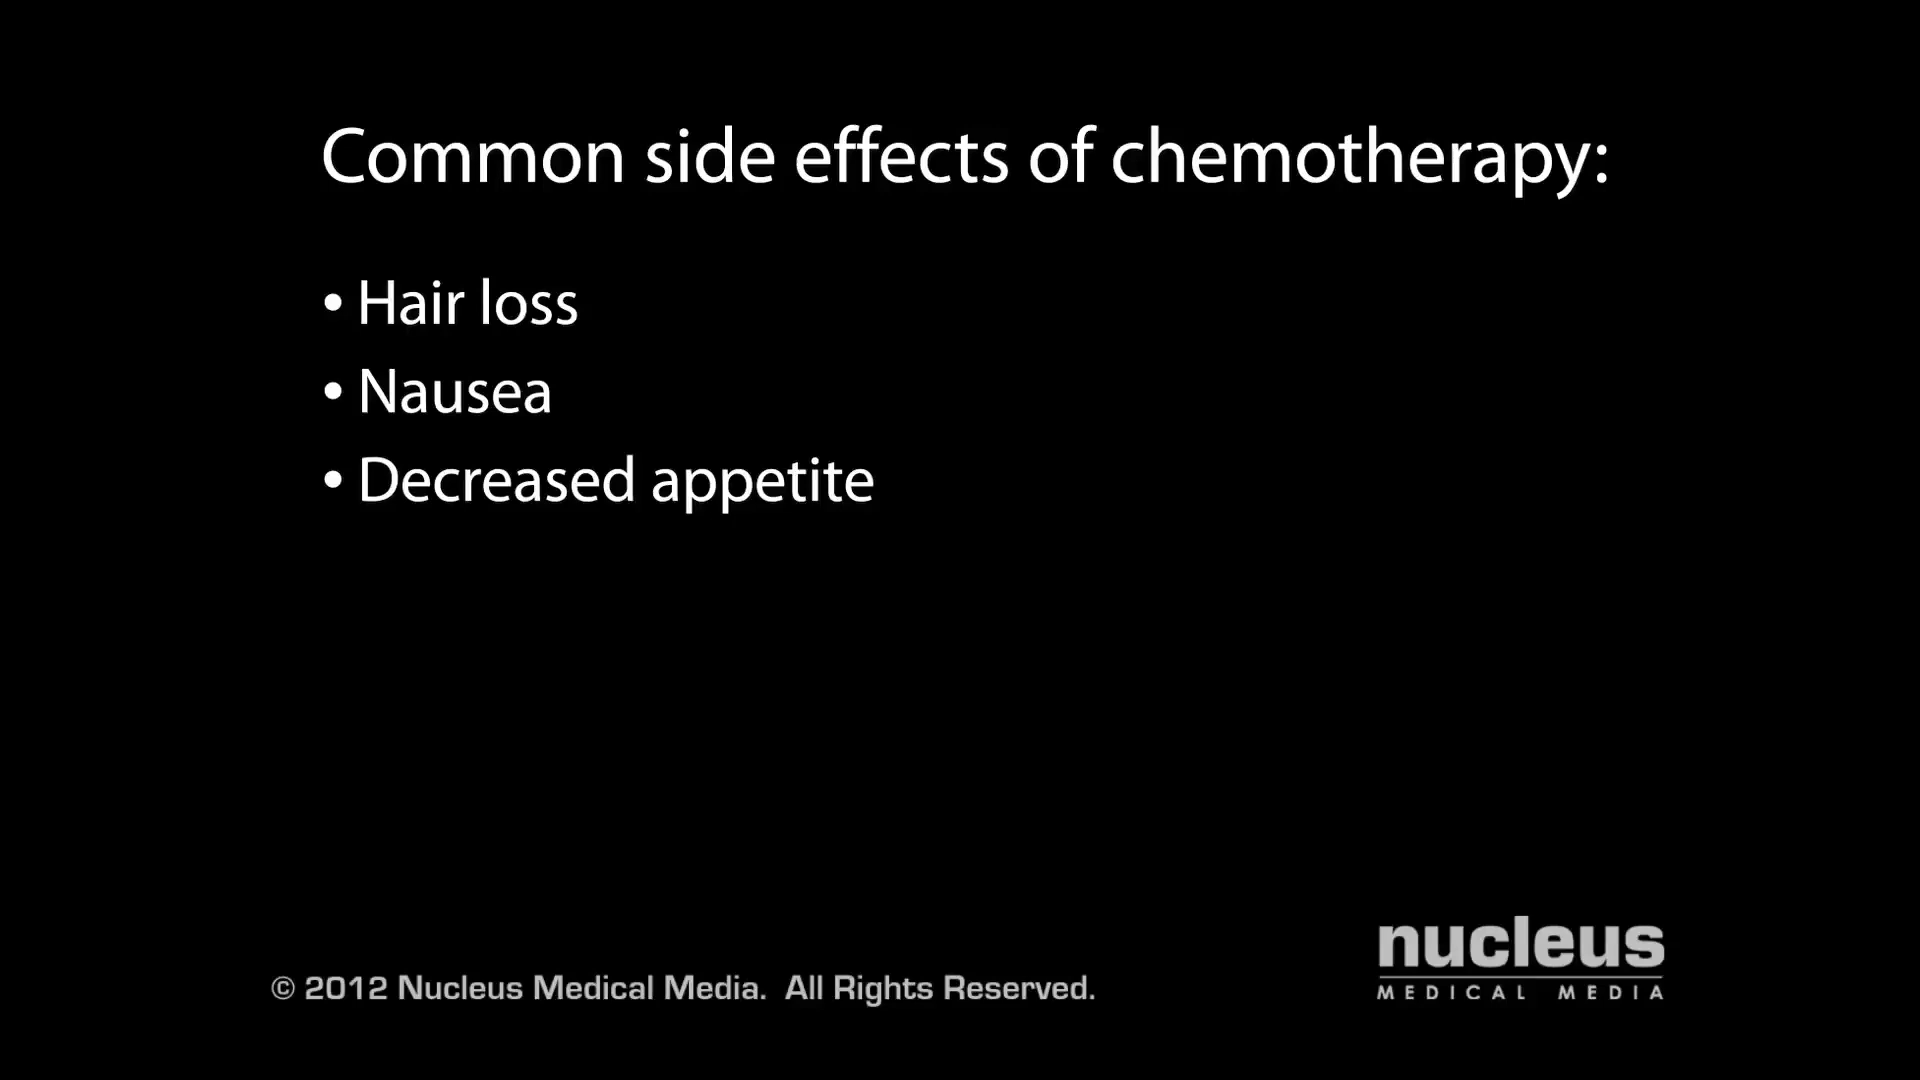 Common side effects of chemotherapy:
• Hair loss
• Nausea
• Decreased appetite
© 2012 Nucleus Medical Media. All Rights Reserved.
nucleus
MEDICAL MEDIA